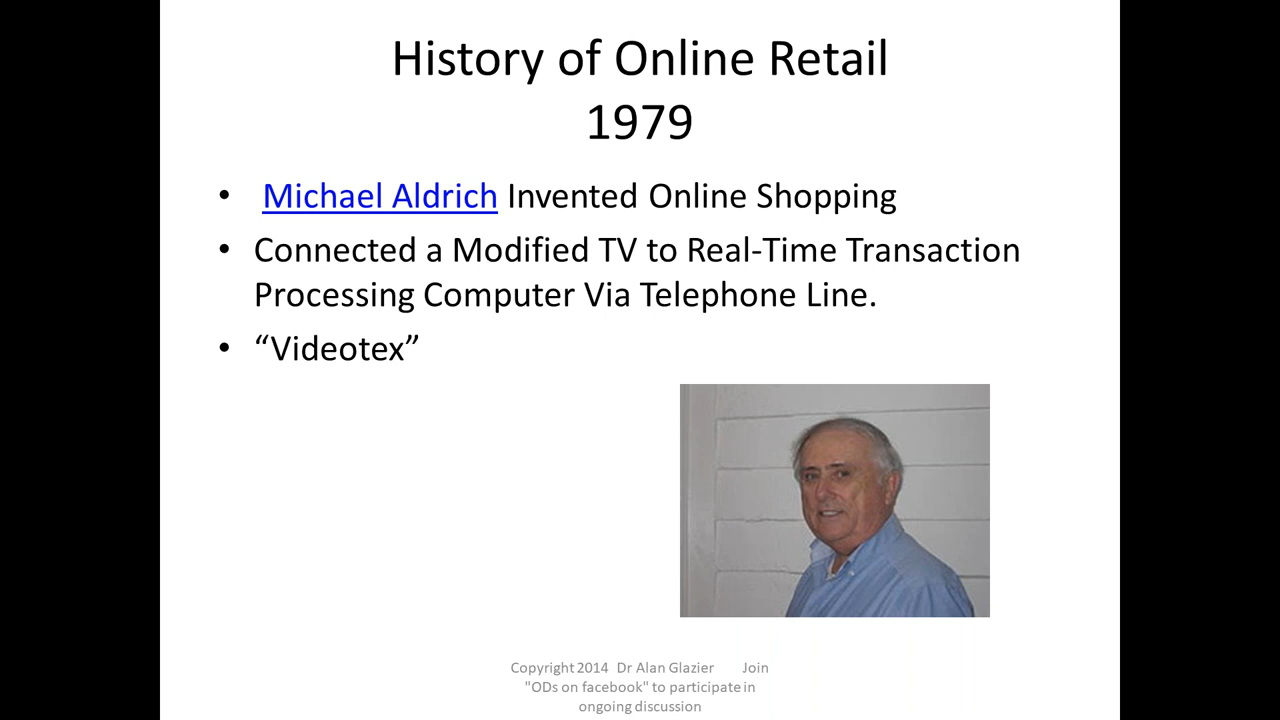 History of Online Retail
1979
• Michael Aldrich Invented Online Shopping
• Connected a Modified TV to Real-Time Transaction
Processing Computer Via Telephone Line.
• “Videotex”
Copyright 2014 Dr Alan Glazier Join
"ODs on facebook" to participate in
ongoing discussion